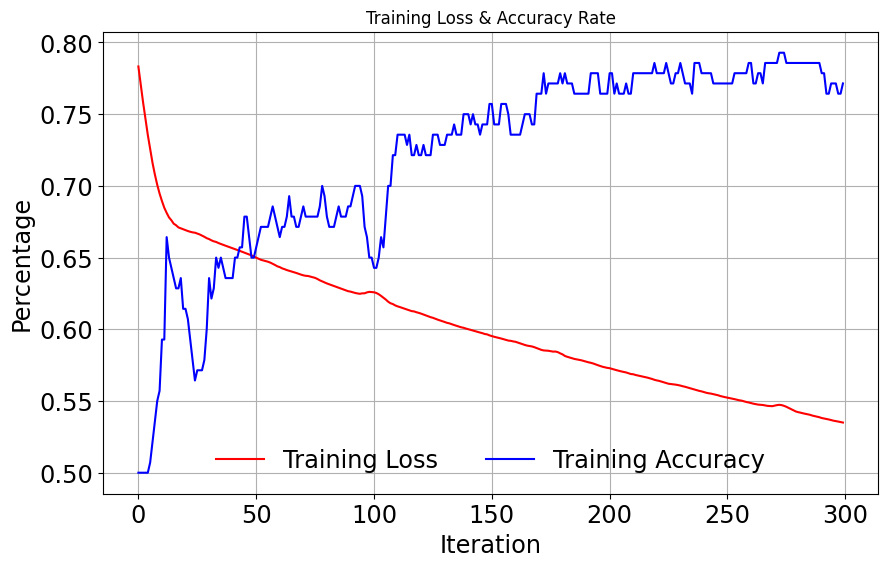 Training Loss & Accuracy Rate
0.80
0.75
0.70
0.65
0.60
0.55
0.50
Percentage
Training Loss Training Accuracy
0 50 100 150 200 250 300
Iteration